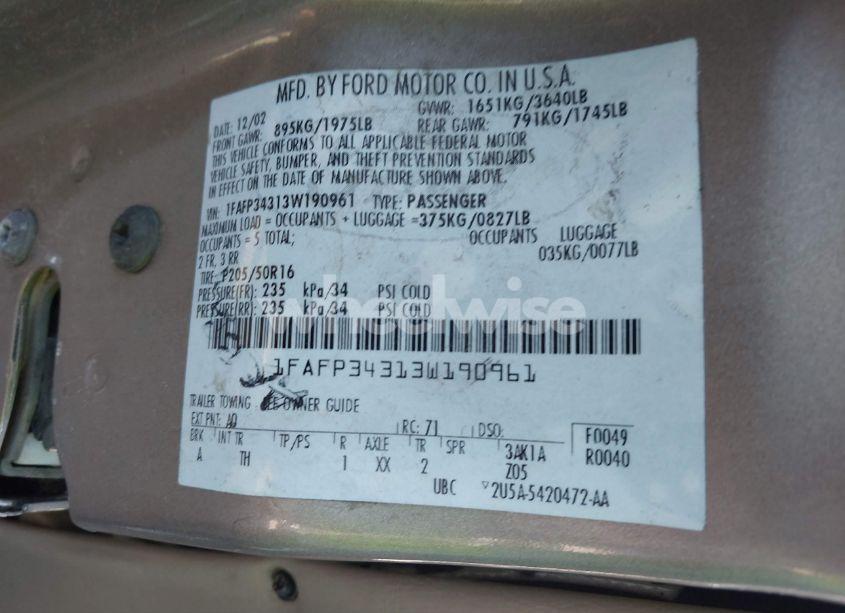 MFD. BY FORD MOTOR CO. IN U.S.A.
DATE: 12/02 GVWR: 1651KG/3640LB
FRONT GAWR: 895KG/1975LB REAR GAWR: 791KG/1745LB
THIS VEHICLE CONFORMS TO ALL APPLICABLE FEDERAL MOTOR
VEHICLE SAFETY, BUMPER, AND THEFT PREVENTION STANDARDS
IN EFFECT ON THE DATE OF MANUFACTURE SHOWN ABOVE.
VIN: 1FAFP34313W190961 TYPE: PASSENGER
MAXIMUM LOAD = OCCUPANTS + LUGGAGE =375KG/0827LB
OCCUPANTS = 5 TOTAL; OCCUPANTS LUGGAGE
2 FR, 3 RR 035KG/0077LB
TIRE: P205/50R16
PRESSURE(FR): 235 kPa/34 PSI COLD
PRESSURE(RR): 235 kPa/34 PSI COLD
wheelwise
1FAFP34313W190961
TRAILER TOWING - SEE OWNER GUIDE
EXT PNT: AQ RC: 71 DSO: F0049
BRK INT TR TP/PS R AXLE TR SPR 3AK1A R0040
A TH 1 XX 2 Z05
UBC ▽2U5A-5420472-AA